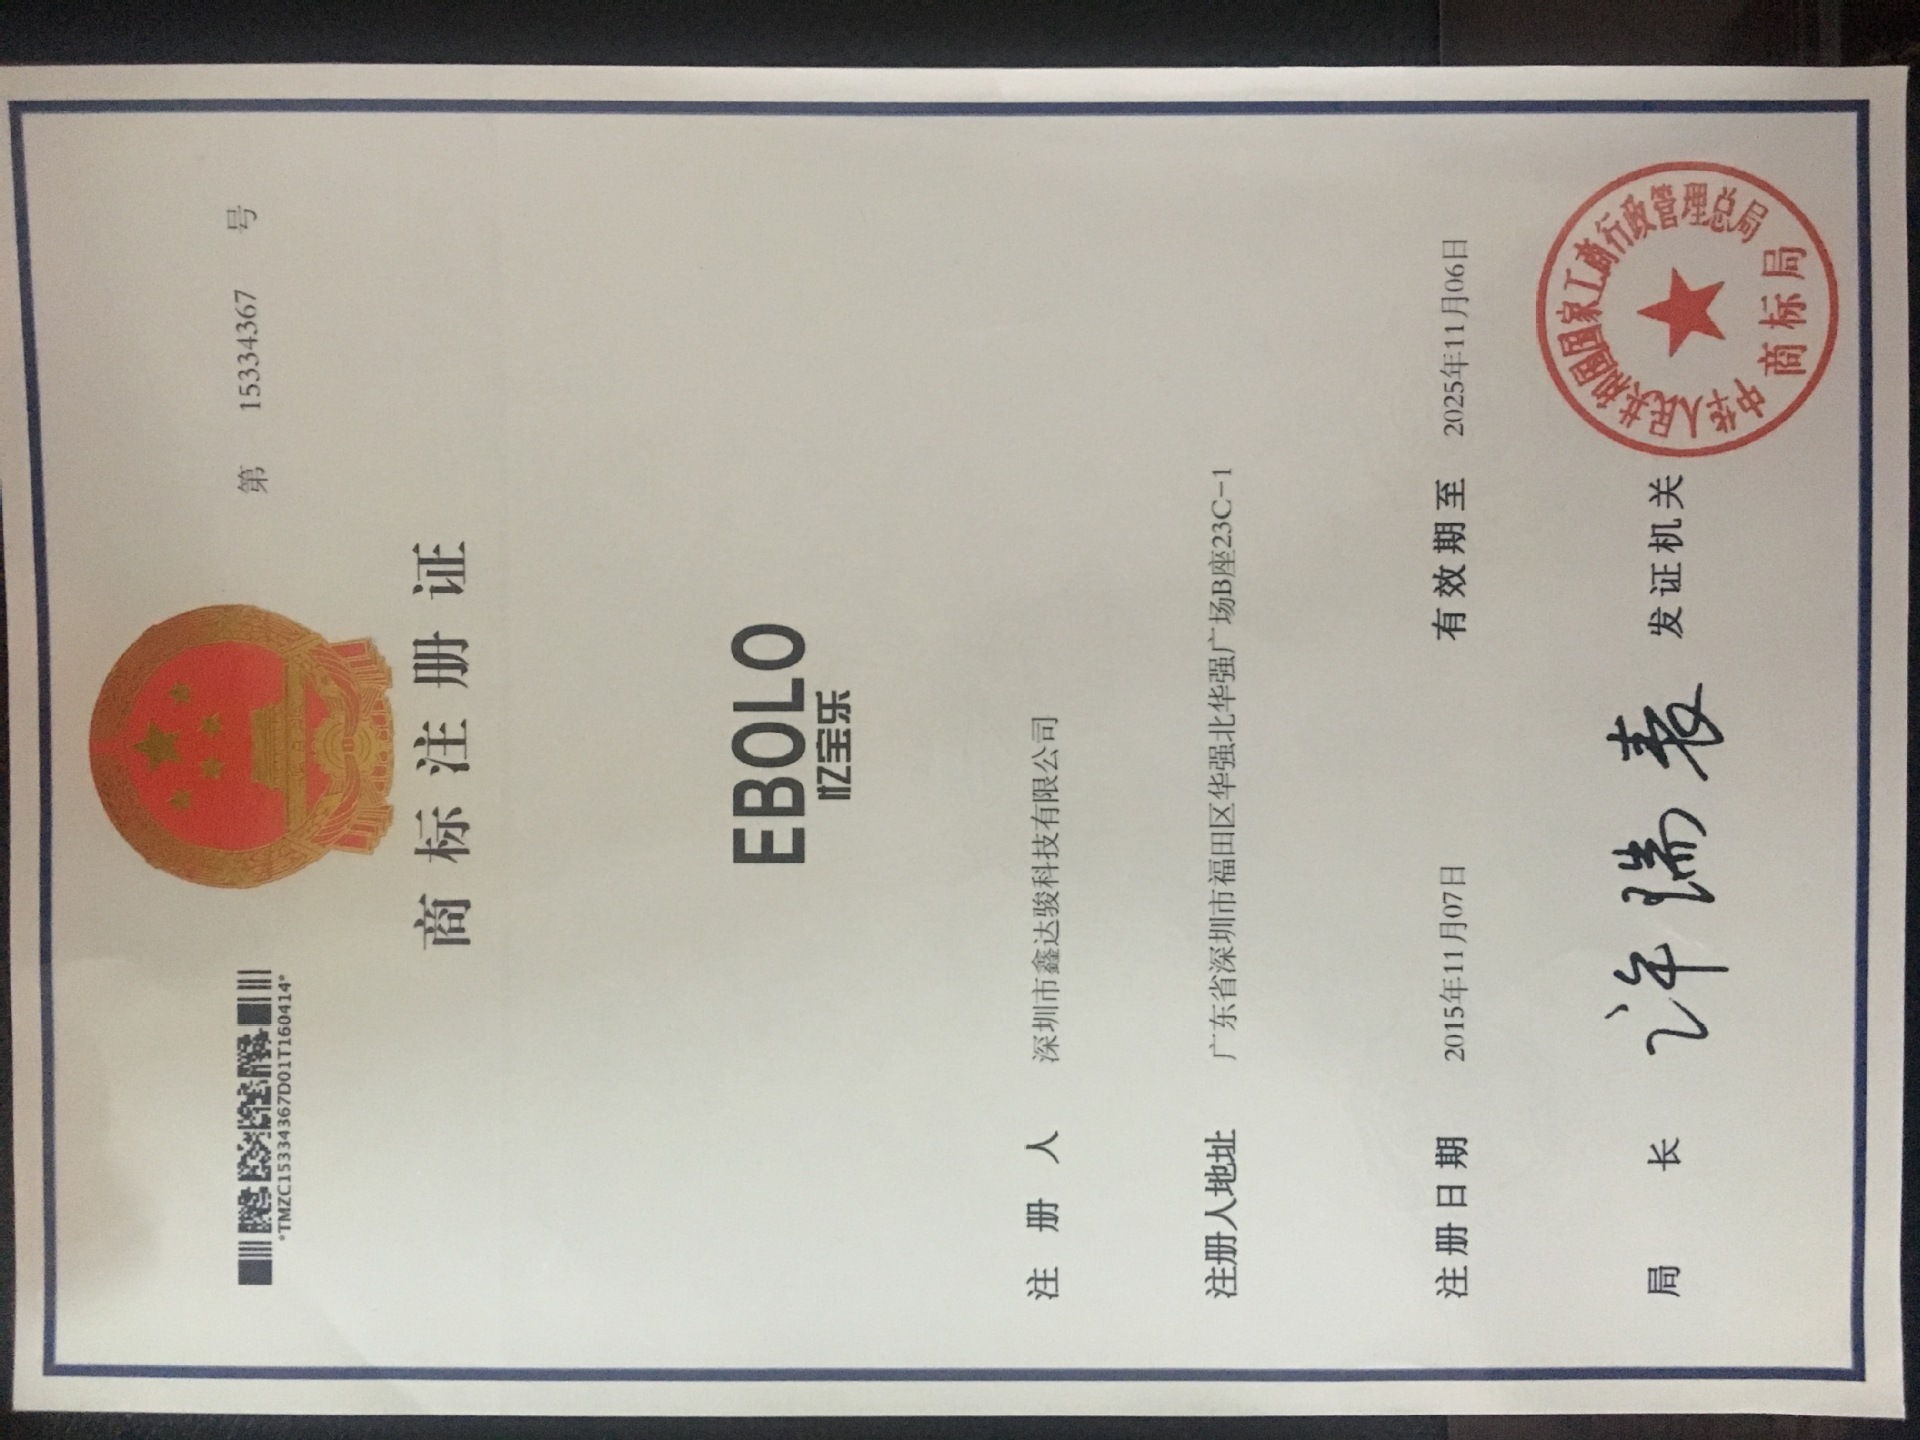 *TMZC15334367D01T160414*
第 15334367 号
商标注册证
EBOLO
亿宝乐
注册人 深圳市鑫达骏科技有限公司
注册人地址 广东省深圳市福田区华强北华强广场B座23C-1
注册日期 2015年11月07日 有效期至 2025年11月06日
局长 许瑞表 发证机关
中华人民共和国国家工商行政管理总局
商标局